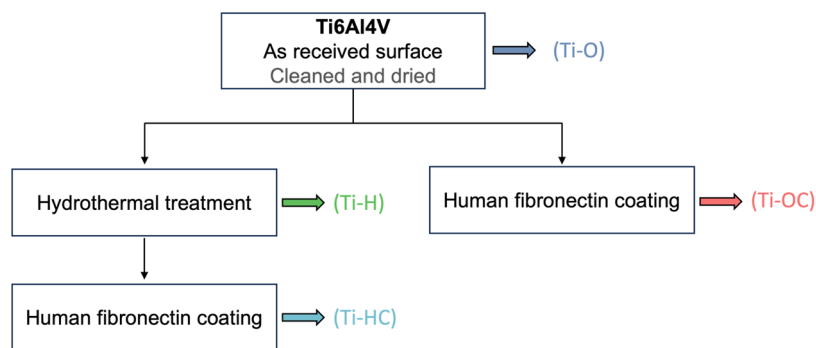 Ti6Al4V
As received surface
Cleaned and dried
(Ti-O)
Hydrothermal treatment
(Ti-H)
Human fibronectin coating
(Ti-OC)
Human fibronectin coating
(Ti-HC)